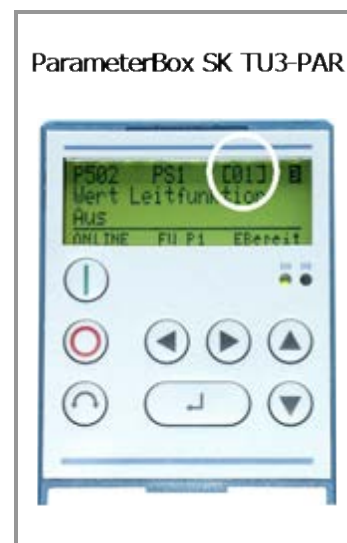 ParameterBox SK TU3-PAR
P502 PS1 [01]
Wert Leitfunktion
Aus
ONLINE FU P1 EBereit